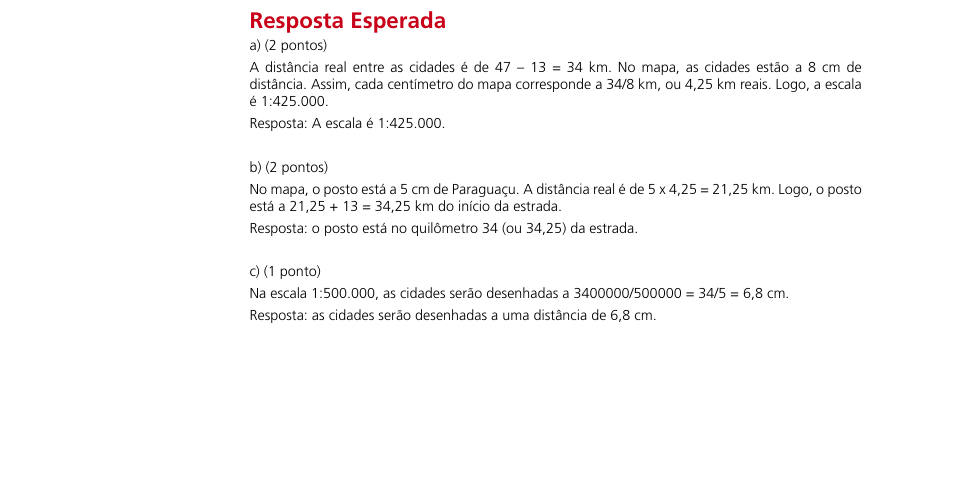 Resposta Esperada
a) (2 pontos)
A distância real entre as cidades é de 47 – 13 = 34 km. No mapa, as cidades estão a 8 cm de
distância. Assim, cada centímetro do mapa corresponde a 34/8 km, ou 4,25 km reais. Logo, a escala
é 1:425.000.
Resposta: A escala é 1:425.000.
b) (2 pontos)
No mapa, o posto está a 5 cm de Paraguaçu. A distância real é de 5 x 4,25 = 21,25 km. Logo, o posto
está a 21,25 + 13 = 34,25 km do início da estrada.
Resposta: o posto está no quilômetro 34 (ou 34,25) da estrada.
c) (1 ponto)
Na escala 1:500.000, as cidades serão desenhadas a 3400000/500000 = 34/5 = 6,8 cm.
Resposta: as cidades serão desenhadas a uma distância de 6,8 cm.